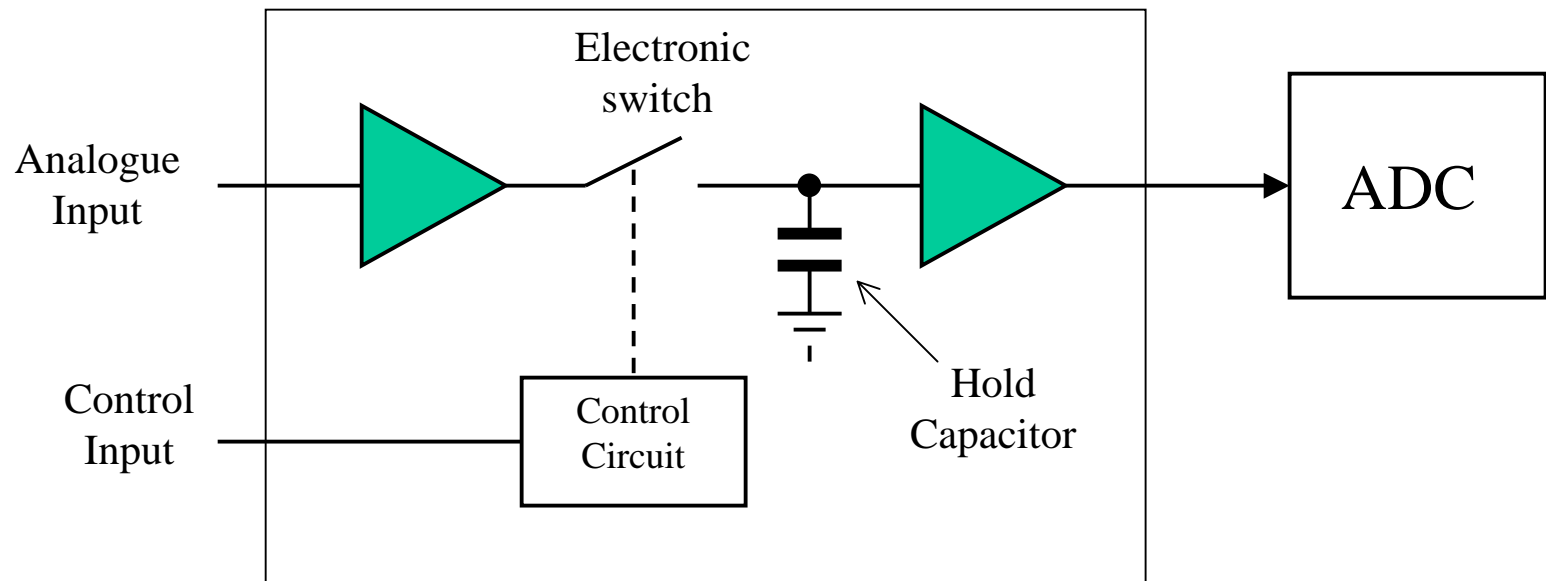 Electronic
switch
Analogue
Input
ADC
Control
Input
Control
Circuit
Hold
Capacitor